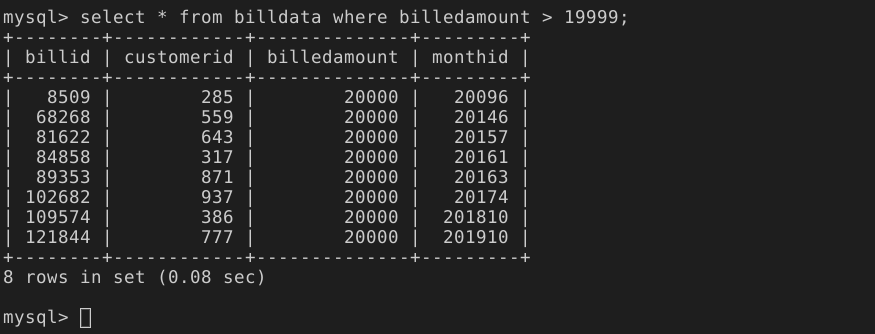 mysql> select * from billdata where billedamount > 19999;
+--------+------------+--------------+---------+
| billid | customerid | billedamount | monthid |
+--------+------------+--------------+---------+
|   8509 |        285 |        20000 |   20096 |
|  68268 |        559 |        20000 |   20146 |
|  81622 |        643 |        20000 |   20157 |
|  84858 |        317 |        20000 |   20161 |
|  89353 |        871 |        20000 |   20163 |
| 102682 |        937 |        20000 |   20174 |
| 109574 |        386 |        20000 |  201810 |
| 121844 |        777 |        20000 |  201910 |
+--------+------------+--------------+---------+
8 rows in set (0.08 sec)
mysql>